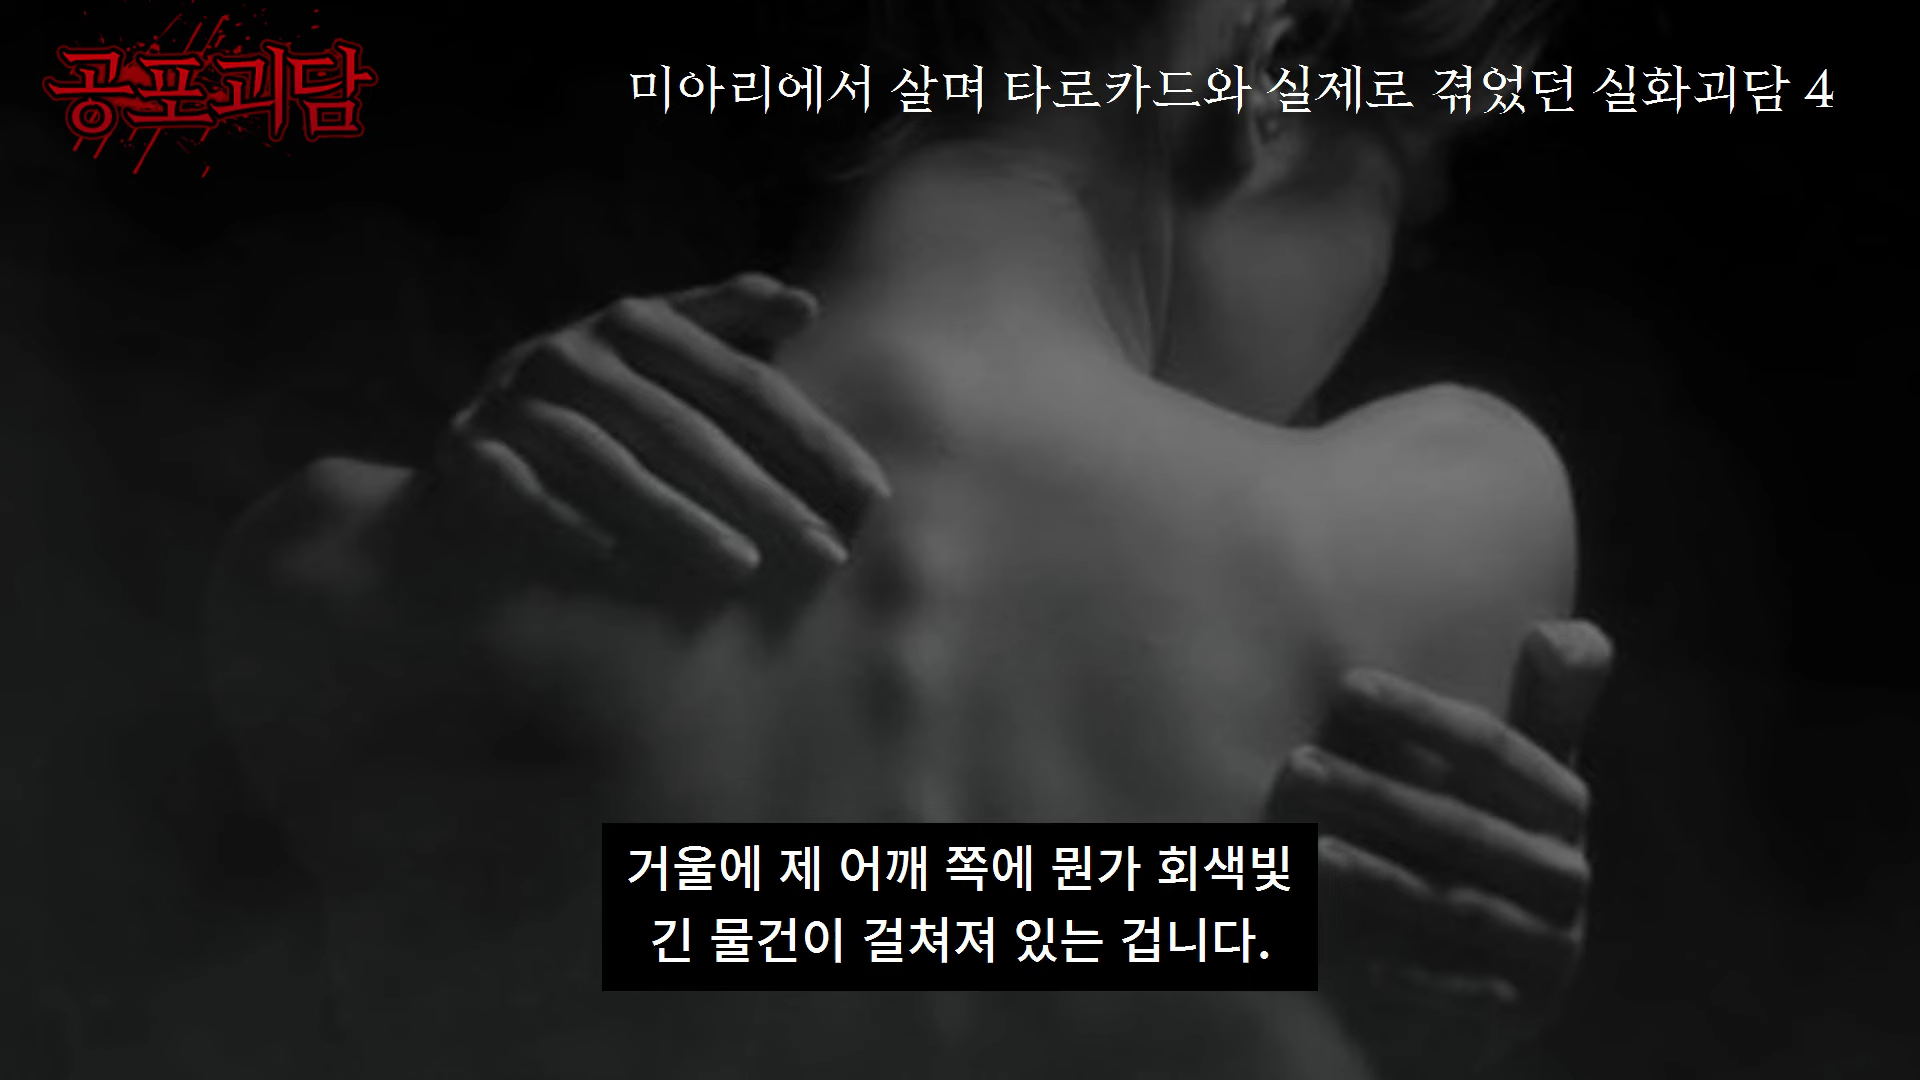 공포괴담
미아리에서 살며 타로카드와 실제로 겪었던 실화괴담 4
거울에 제 어깨 쪽에 뭔가 회색빛
긴 물건이 걸쳐져 있는 겁니다.